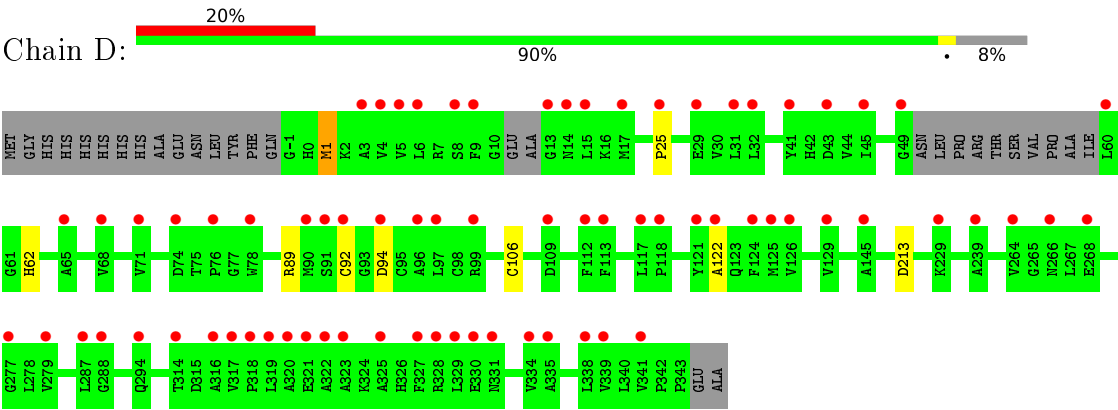 20%
Chain D:
90% • 8%
MET GLY HIS HIS HIS HIS HIS HIS ALA GLU ASN LEU TYR PHE GLN G-1 H0 M1 K2 A3 V4 V5 L6 R7 S8 F9 G10 GLU ALA G13 N14 L15 K16 M17 P25 E29 V30 L31 L32 Y41 H42 D43 V44 I45 G49 ASN LEU PRO ARG THR SER VAL PRO ALA ILE L60
G61 H62 A65 V68 V71 D74 T75 P76 G77 W78 R89 M90 S91 C92 G93 D94 C95 A96 L97 C98 R99 C106 D109 F112 F113 L117 P118 Y121 A122 Q123 F124 M125 V126 V129 A145 D213 K229 A239 V264 G265 N266 L267 E268
G277 L278 V279 L287 G288 Q294 T314 D315 A316 V317 P318 L319 A320 E321 A322 A323 K324 A325 H326 F327 R328 L329 E330 N331 V334 A335 L338 V339 L340 V341 P342 P343 GLU ALA